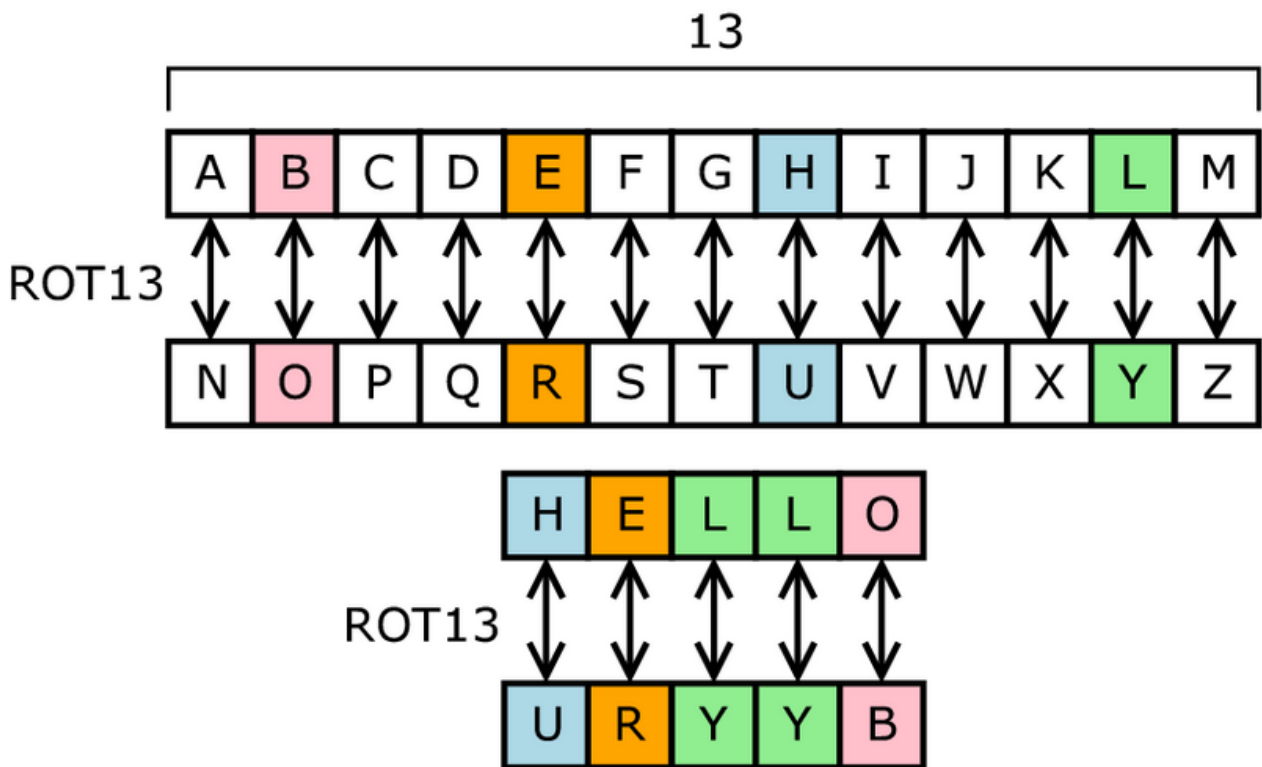 13
A B C D E F G H I J K L M
ROT13
N O P Q R S T U V W X Y Z
H E L L O
ROT13
U R Y Y B